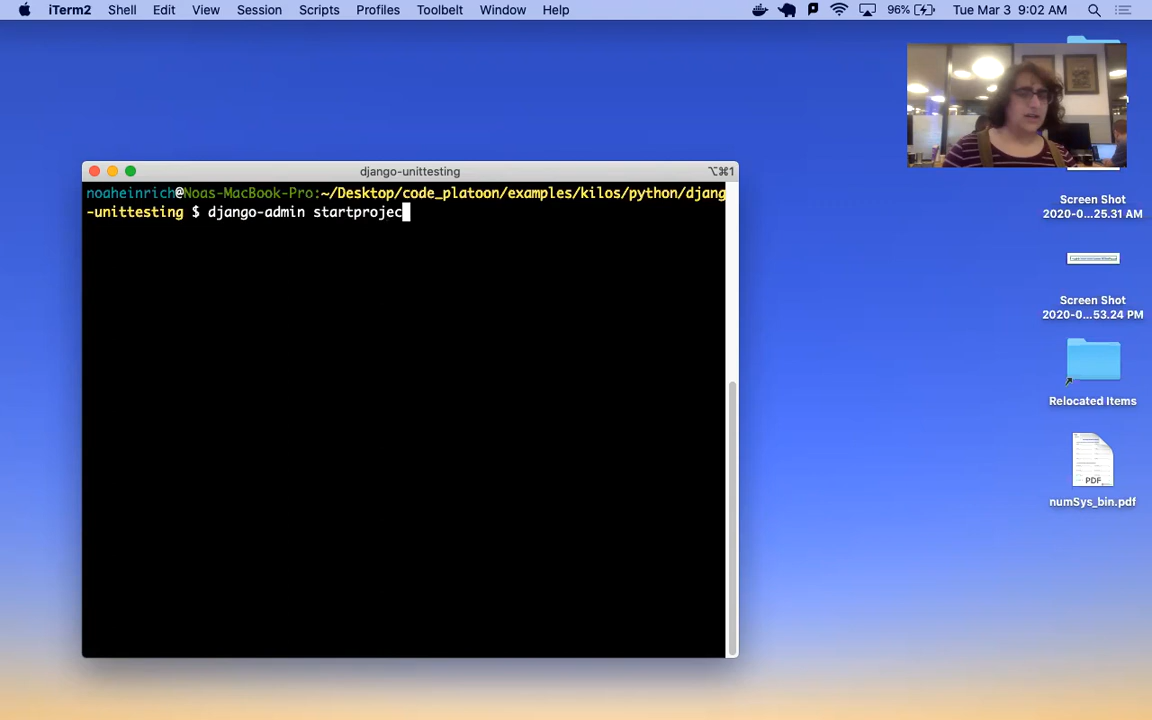 iTerm2 Shell Edit View Session Scripts Profiles Toolbelt Window Help 96% Tue Mar 3 9:02 AM
django-unittesting ⌥⌘1
noaheinrich@Noas-MacBook-Pro:~/Desktop/code_platoon/examples/kilos/python/djang
-unittesting $ django-admin startprojec
Screen Shot
2020-0...25.31 AM
Screen Shot
2020-0...53.24 PM
Relocated Items
PDF
numSys_bin.pdf